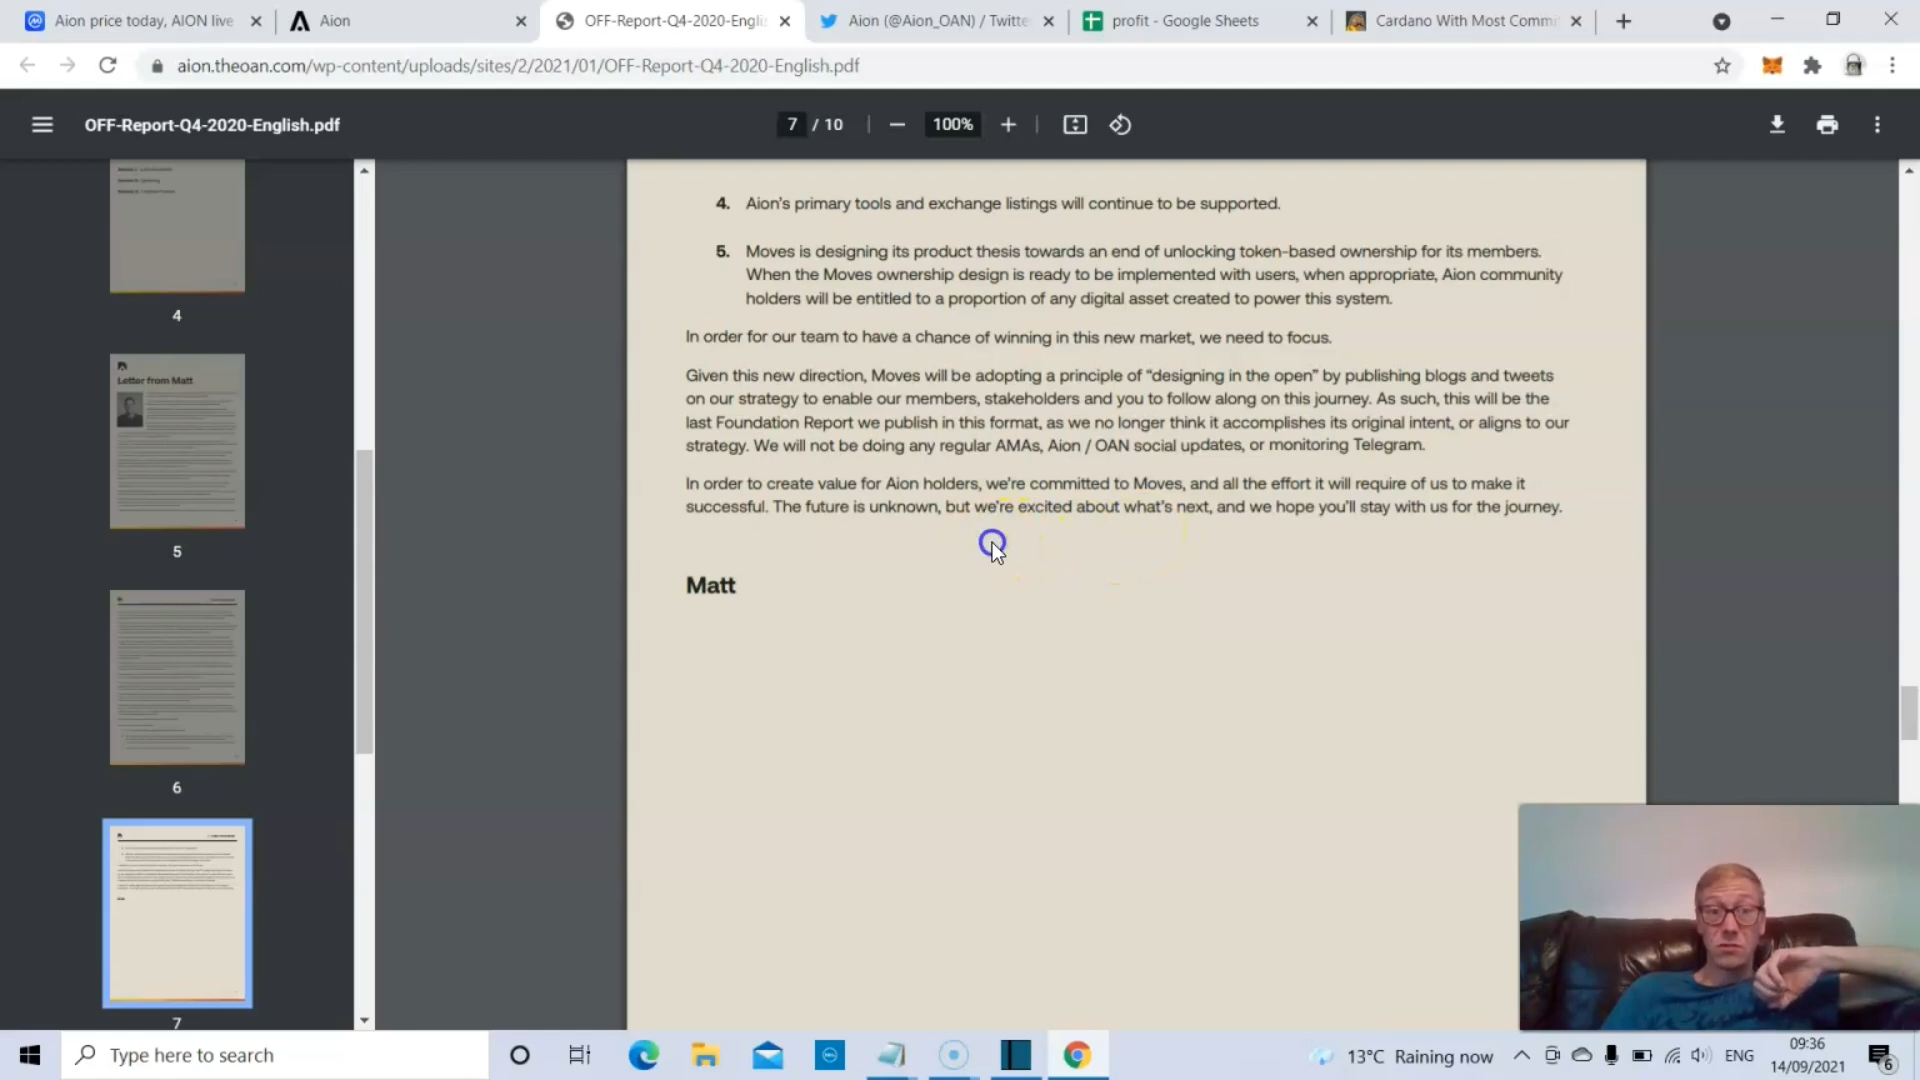 Aion price today, AION live
Aion
OFF-Report-Q4-2020-Engli
Aion (@Aion_OAN) / Twitte
profit - Google Sheets
Cardano With Most Commi
aion.theoan.com/wp-content/uploads/sites/2/2021/01/OFF-Report-Q4-2020-English.pdf
OFF-Report-Q4-2020-English.pdf
7 / 10
100%
4
Letter from Matt
5
6
7
4. Aion's primary tools and exchange listings will continue to be supported.
5. Moves is designing its product thesis towards an end of unlocking token-based ownership for its members.
When the Moves ownership design is ready to be implemented with users, when appropriate, Aion community
holders will be entitled to a proportion of any digital asset created to power this system.
In order for our team to have a chance of winning in this new market, we need to focus.
Given this new direction, Moves will be adopting a principle of “designing in the open” by publishing blogs and tweets
on our strategy to enable our members, stakeholders and you to follow along on this journey. As such, this will be the
last Foundation Report we publish in this format, as we no longer think it accomplishes its original intent, or aligns to our
strategy. We will not be doing any regular AMAs, Aion / OAN social updates, or monitoring Telegram.
In order to create value for Aion holders, we're committed to Moves, and all the effort it will require of us to make it
successful. The future is unknown, but we're excited about what's next, and we hope you'll stay with us for the journey.
Matt
Type here to search
13°C Raining now
ENG
09:36
14/09/2021
6